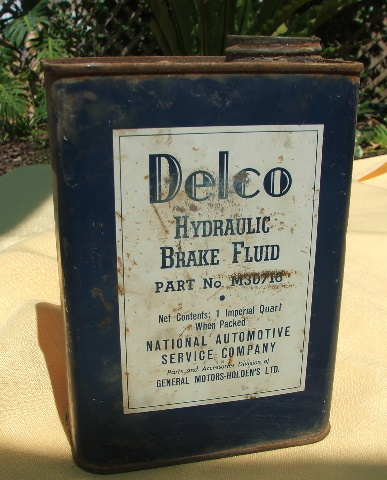 Delco
HYDRAULIC
BRAKE FLUID
PART No. M36716
Net Contents: 1 Imperial Quart
When Packed
NATIONAL AUTOMOTIVE
SERVICE COMPANY
Parts and Accessories Division of
GENERAL MOTORS-HOLDEN'S LTD.